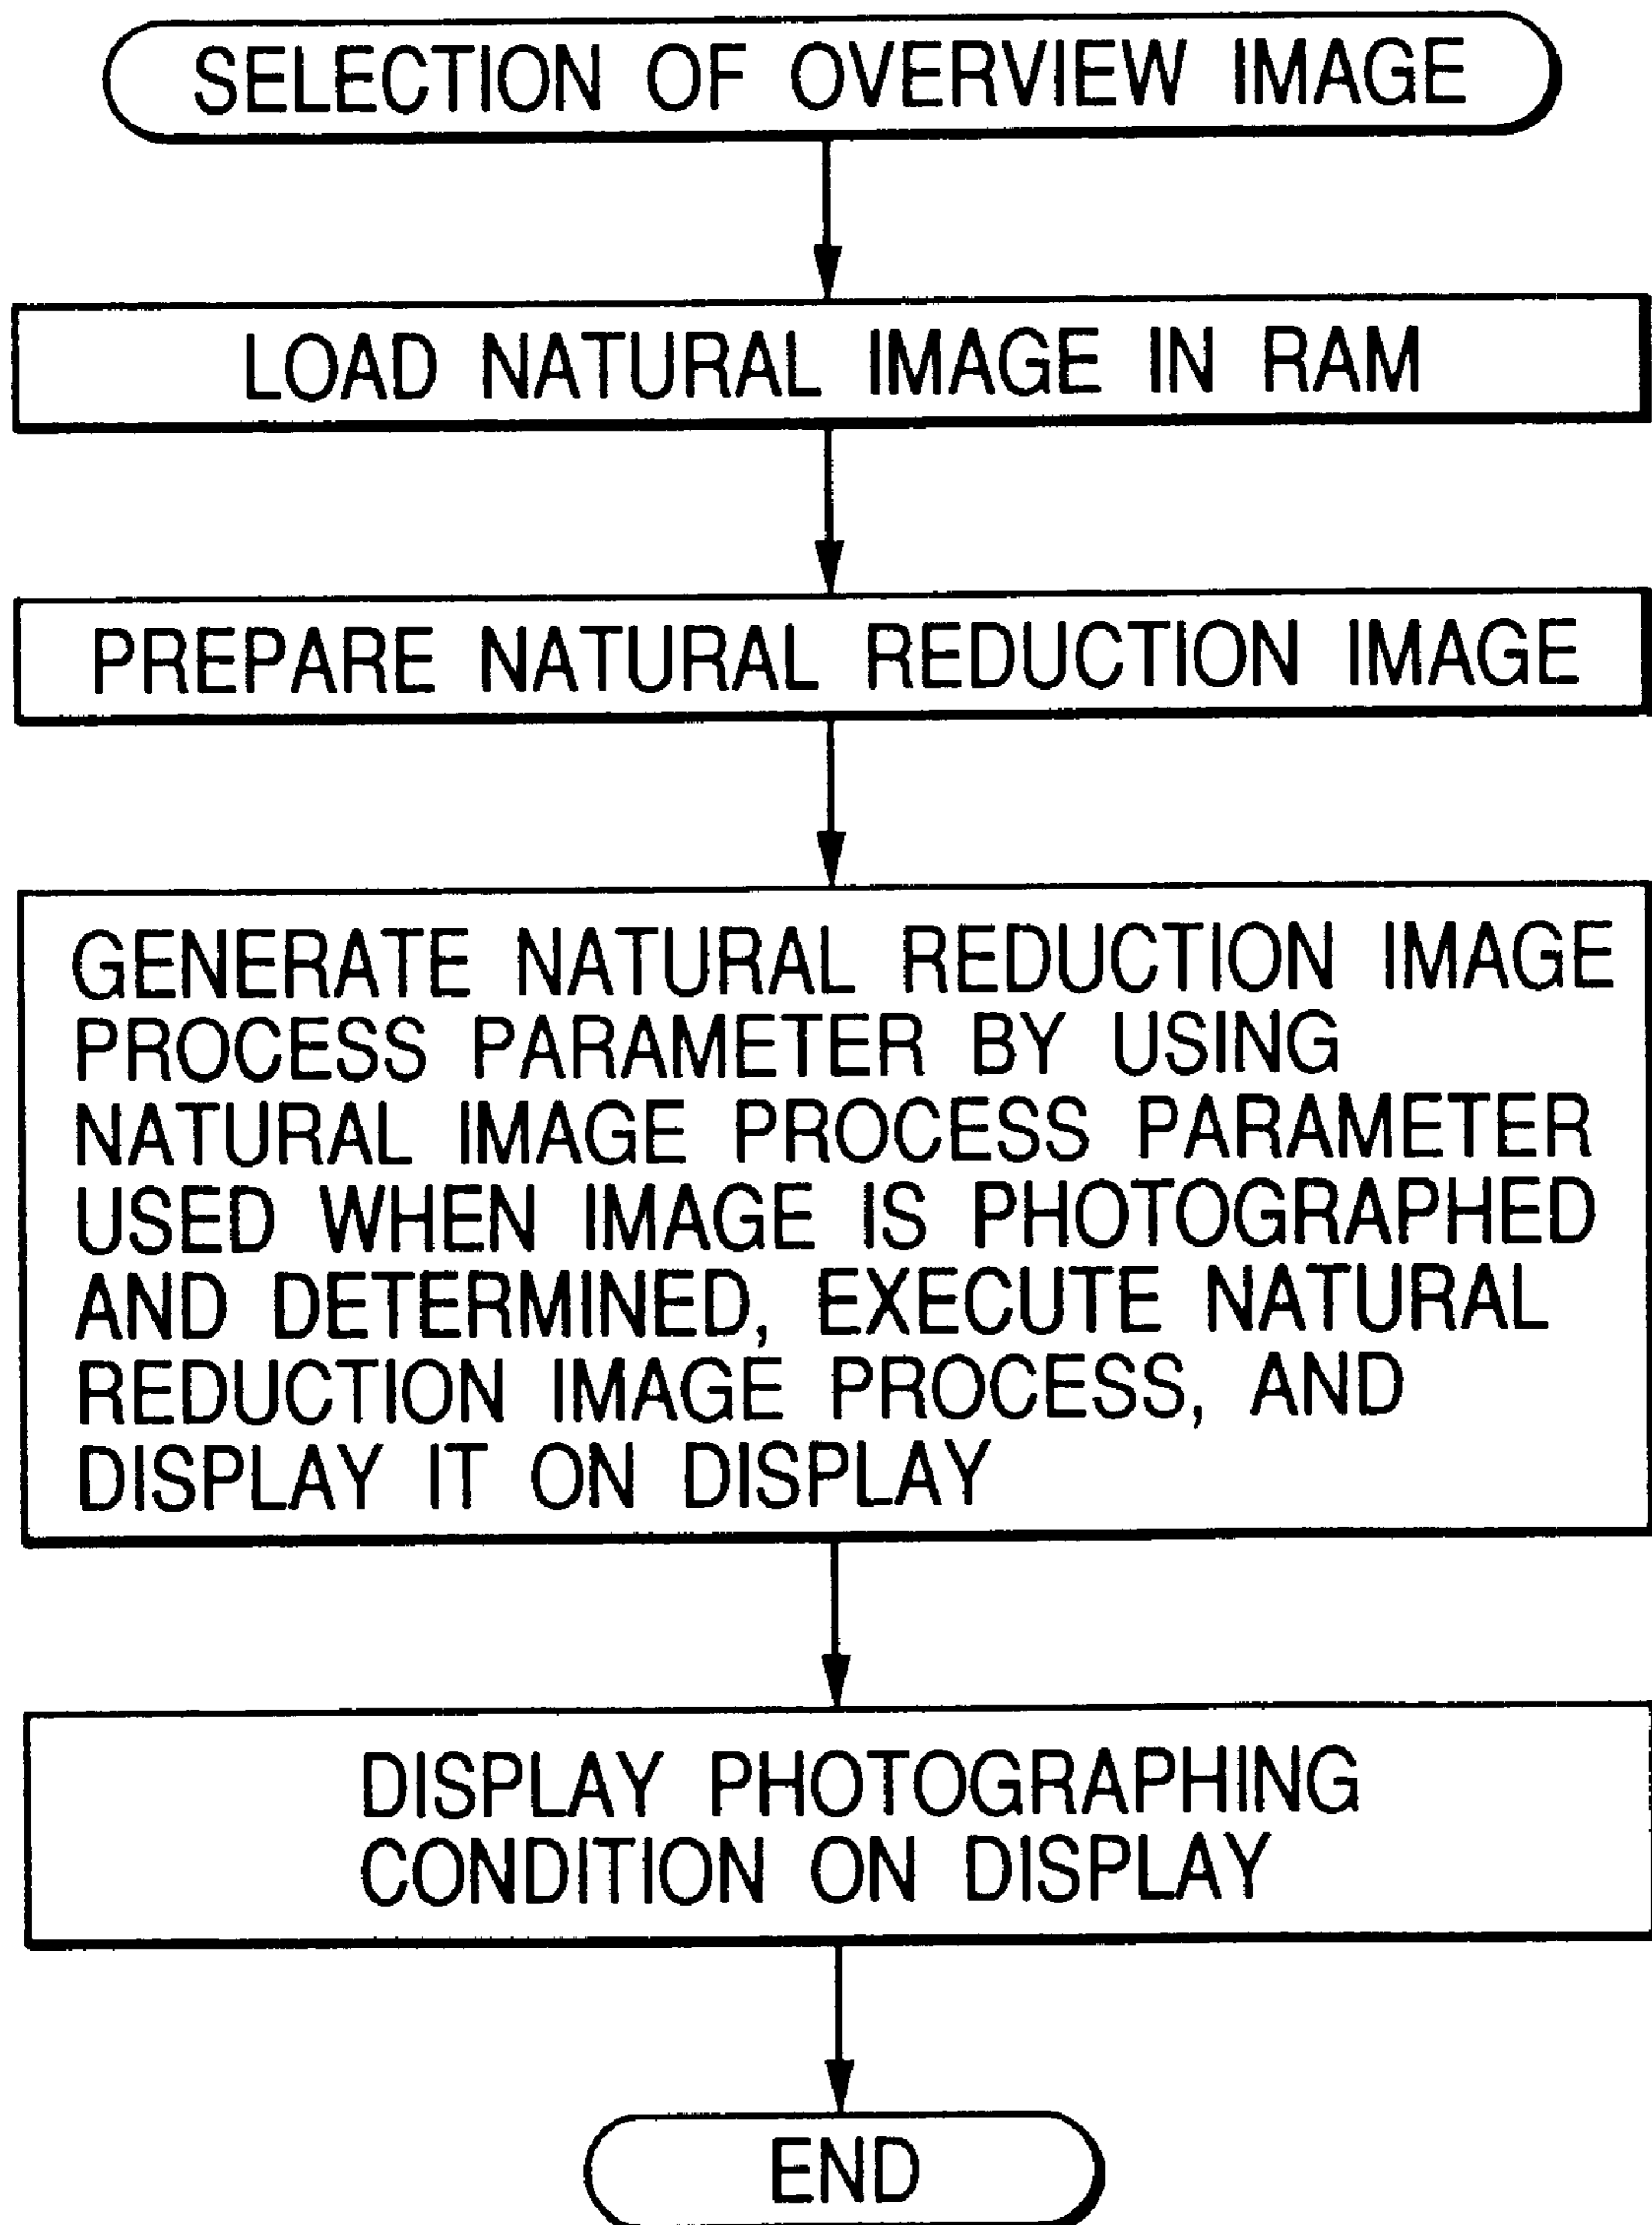 SELECTION OF OVERVIEW IMAGE
LOAD NATURAL IMAGE IN RAM
PREPARE NATURAL REDUCTION IMAGE
GENERATE NATURAL REDUCTION IMAGE
PROCESS PARAMETER BY USING
NATURAL IMAGE PROCESS PARAMETER
USED WHEN IMAGE IS PHOTOGRAPHED
AND DETERMINED, EXECUTE NATURAL
REDUCTION IMAGE PROCESS, AND
DISPLAY IT ON DISPLAY
DISPLAY PHOTOGRAPHING
CONDITION ON DISPLAY
END